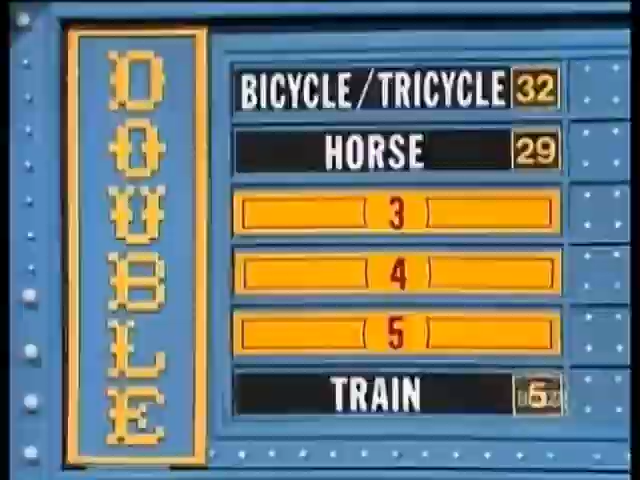 DOUBLE
BICYCLE/TRICYCLE 32
HORSE 29
3
4
5
TRAIN 5